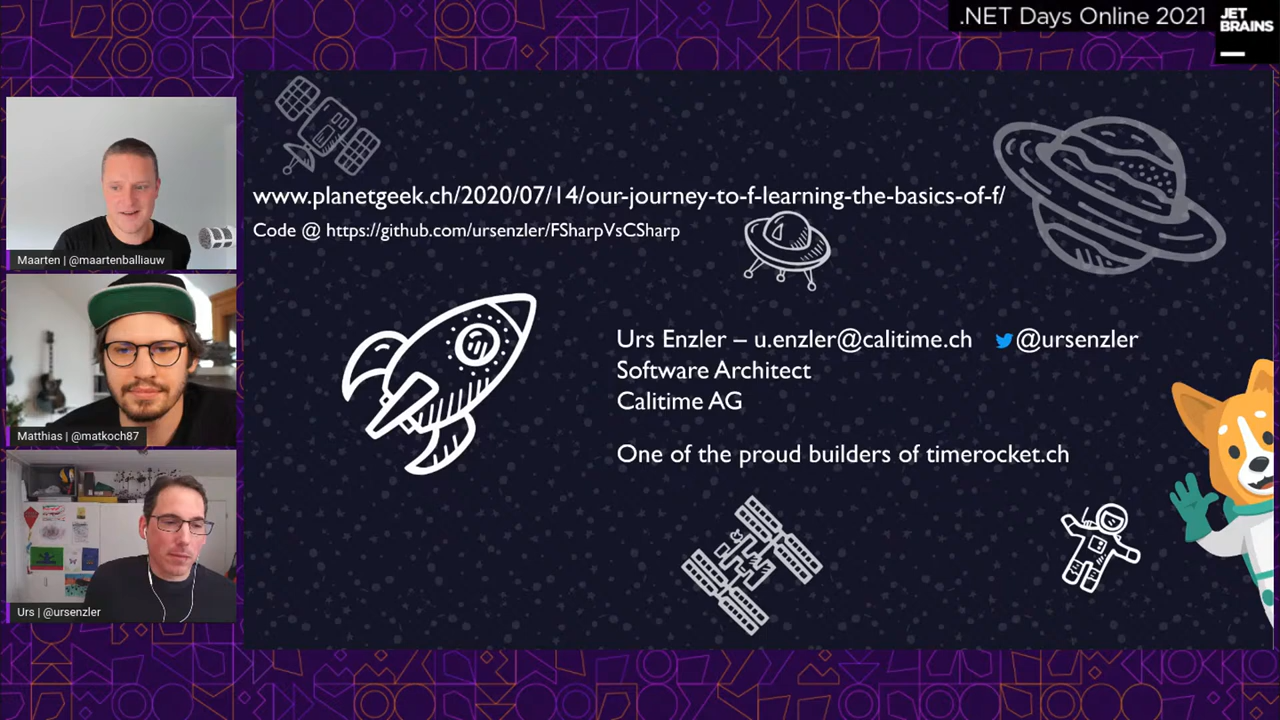 .NET Days Online 2021
JET
BRAINS
www.planetgeek.ch/2020/07/14/our-journey-to-f-learning-the-basics-of-f/
Code @ https://github.com/ursenzler/FSharpVsCSharp
Maarten | @maartenballiauw
Matthias | @matkoch87
Urs | @ursenzler
Urs Enzler – u.enzler@calitime.ch @ursenzler
Software Architect
Calitime AG
One of the proud builders of timerocket.ch